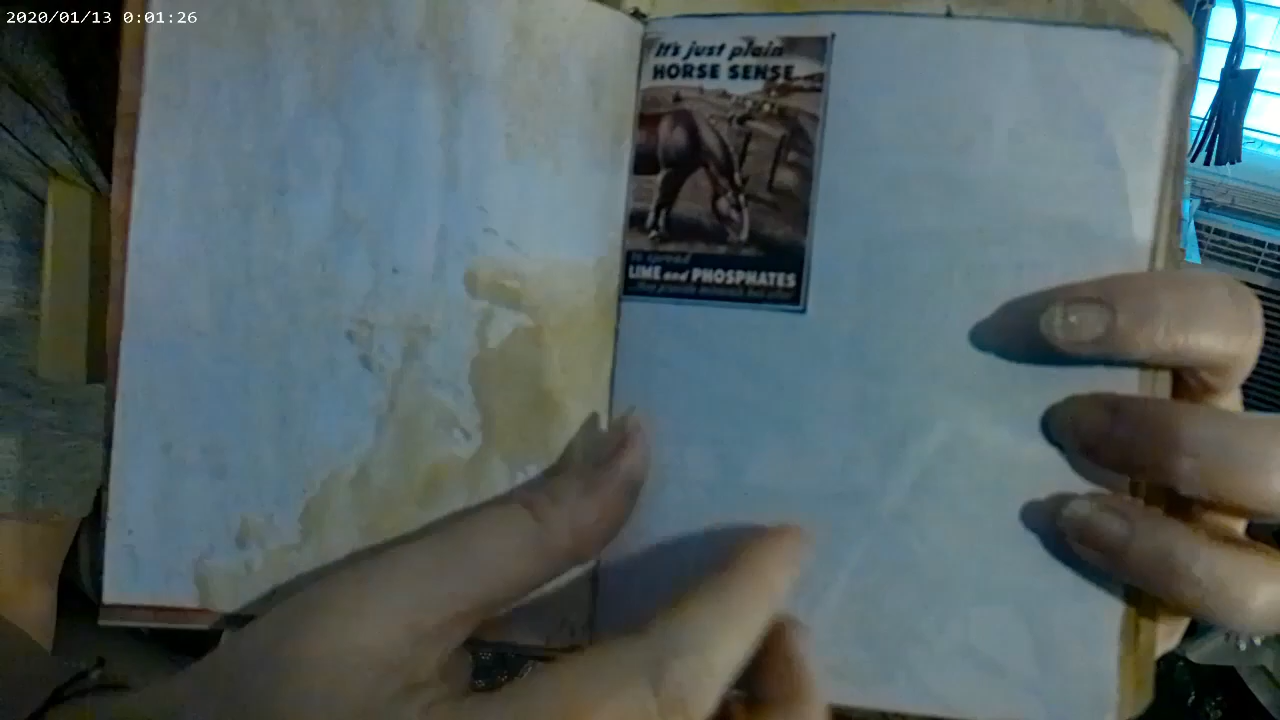 2020/01/13 0:01:26
It's just plain
HORSE SENSE
to spread
LIME and PHOSPHATES